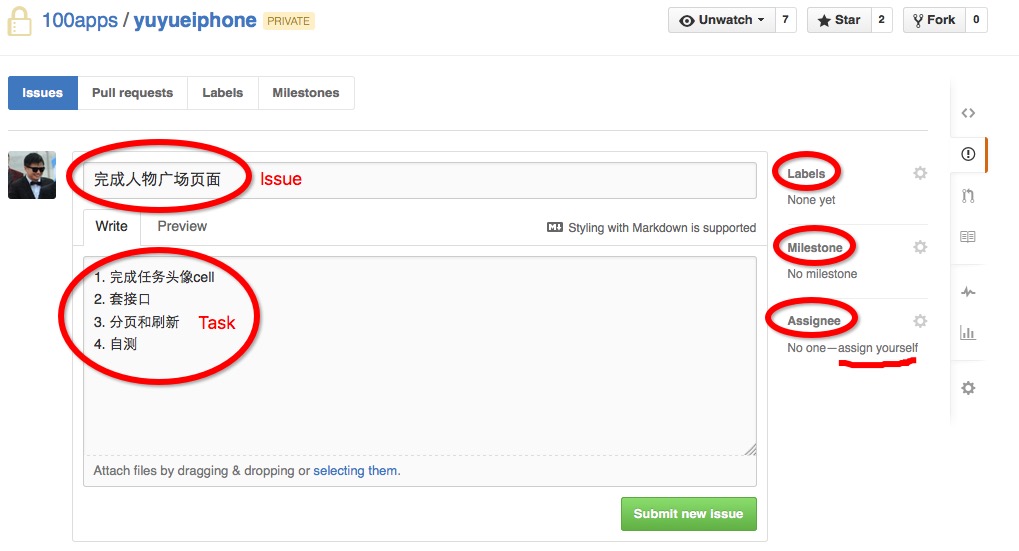 100apps / yuyueiphone PRIVATE
Unwatch 7 Star 2 Fork 0
Issues Pull requests Labels Milestones
完成人物广场页面 Issue
Write Preview Styling with Markdown is supported
1. 完成任务头像cell
2. 套接口
3. 分页和刷新 Task
4. 自测
Attach files by dragging & dropping or selecting them.
Submit new issue
Labels
None yet
Milestone
No milestone
Assignee
No one—assign yourself